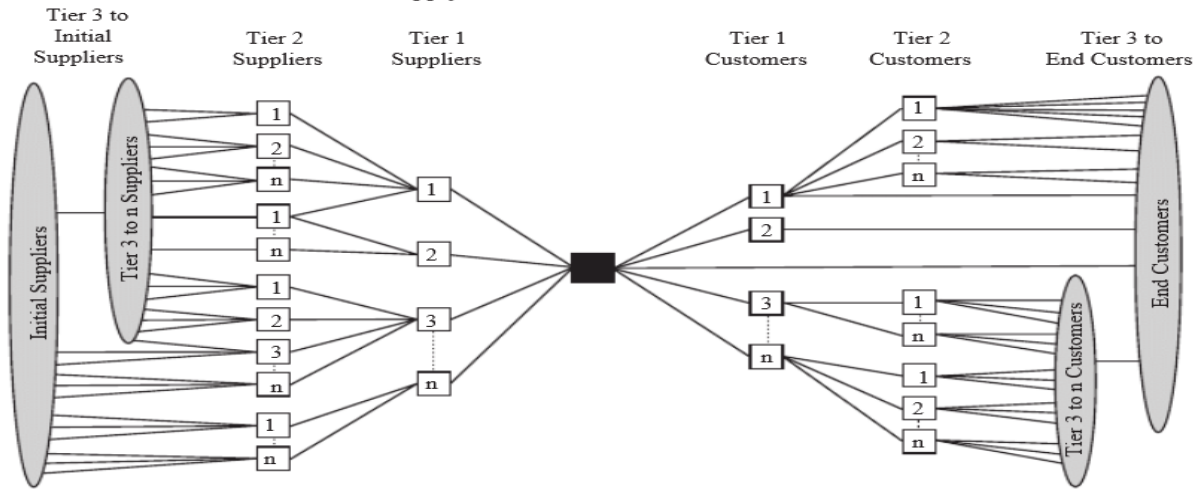 Tier 3 to
Initial
Suppliers
Tier 2
Suppliers
Tier 1
Suppliers
Tier 1
Customers
Tier 2
Customers
Tier 3 to
End Customers
Initial Suppliers
Tier 3 to n Suppliers
1
2
n
1
n
1
2
3
n
1
n
1
2
3
n
1
2
3
n
1
2
n
1
n
1
2
n
Tier 3 to n Customers
End Customers